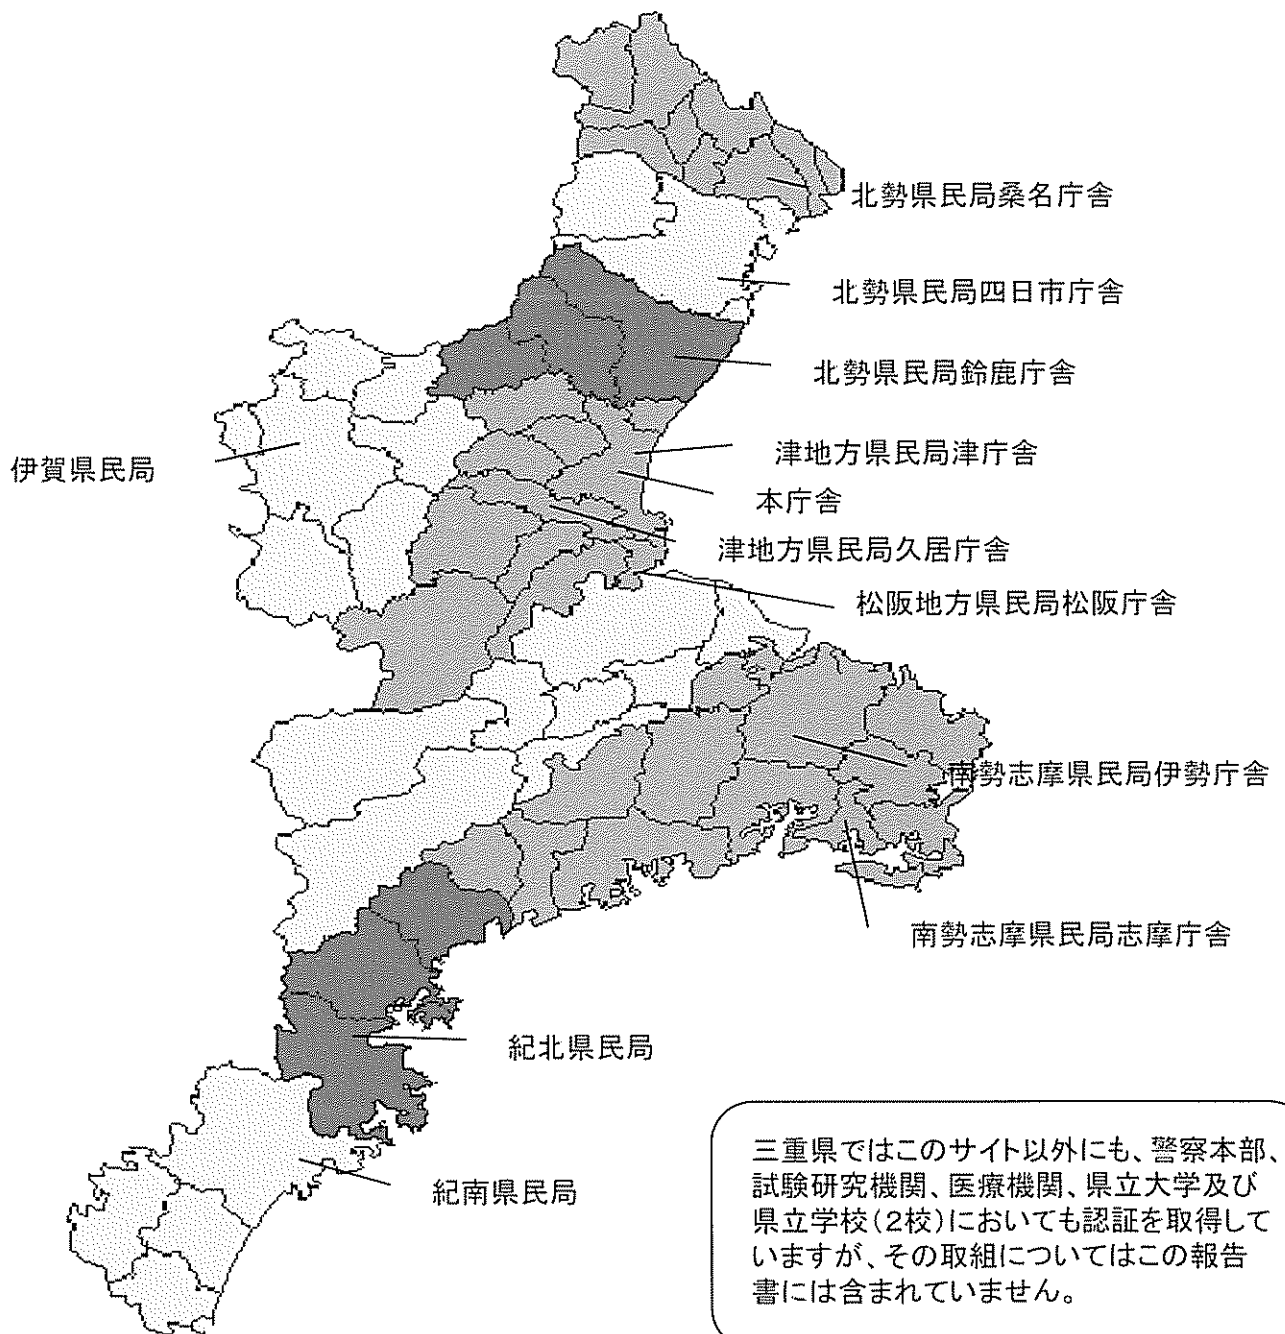 北勢県民局桑名庁舎
北勢県民局四日市庁舎
北勢県民局鈴鹿庁舎
津地方県民局津庁舎
伊賀県民局
本庁舎
津地方県民局久居庁舎
松阪地方県民局松阪庁舎
南勢志摩県民局伊勢庁舎
南勢志摩県民局志摩庁舎
紀北県民局
紀南県民局
三重県ではこのサイト以外にも、警察本部、
試験研究機関、医療機関、県立大学及び
県立学校(2校)においても認証を取得して
いますが、その取組についてはこの報告
書には含まれていません。